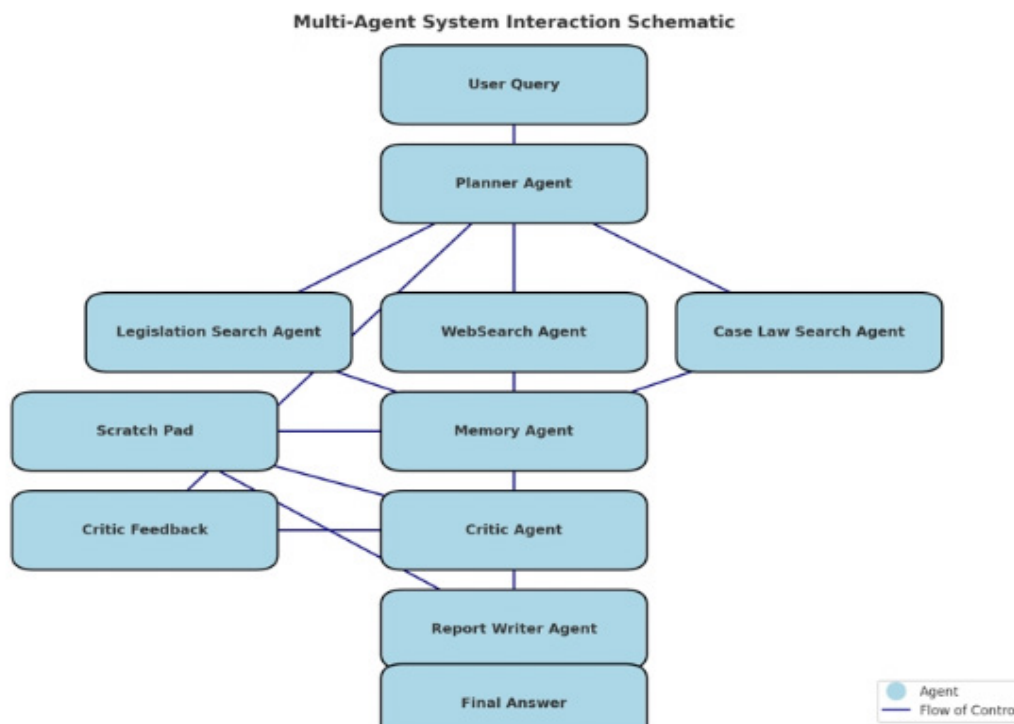 Multi-Agent System Interaction Schematic
User Query
Planner Agent
Legislation Search Agent
WebSearch Agent
Case Law Search Agent
Scratch Pad
Memory Agent
Critic Feedback
Critic Agent
Report Writer Agent
Final Answer
Agent
Flow of Contro